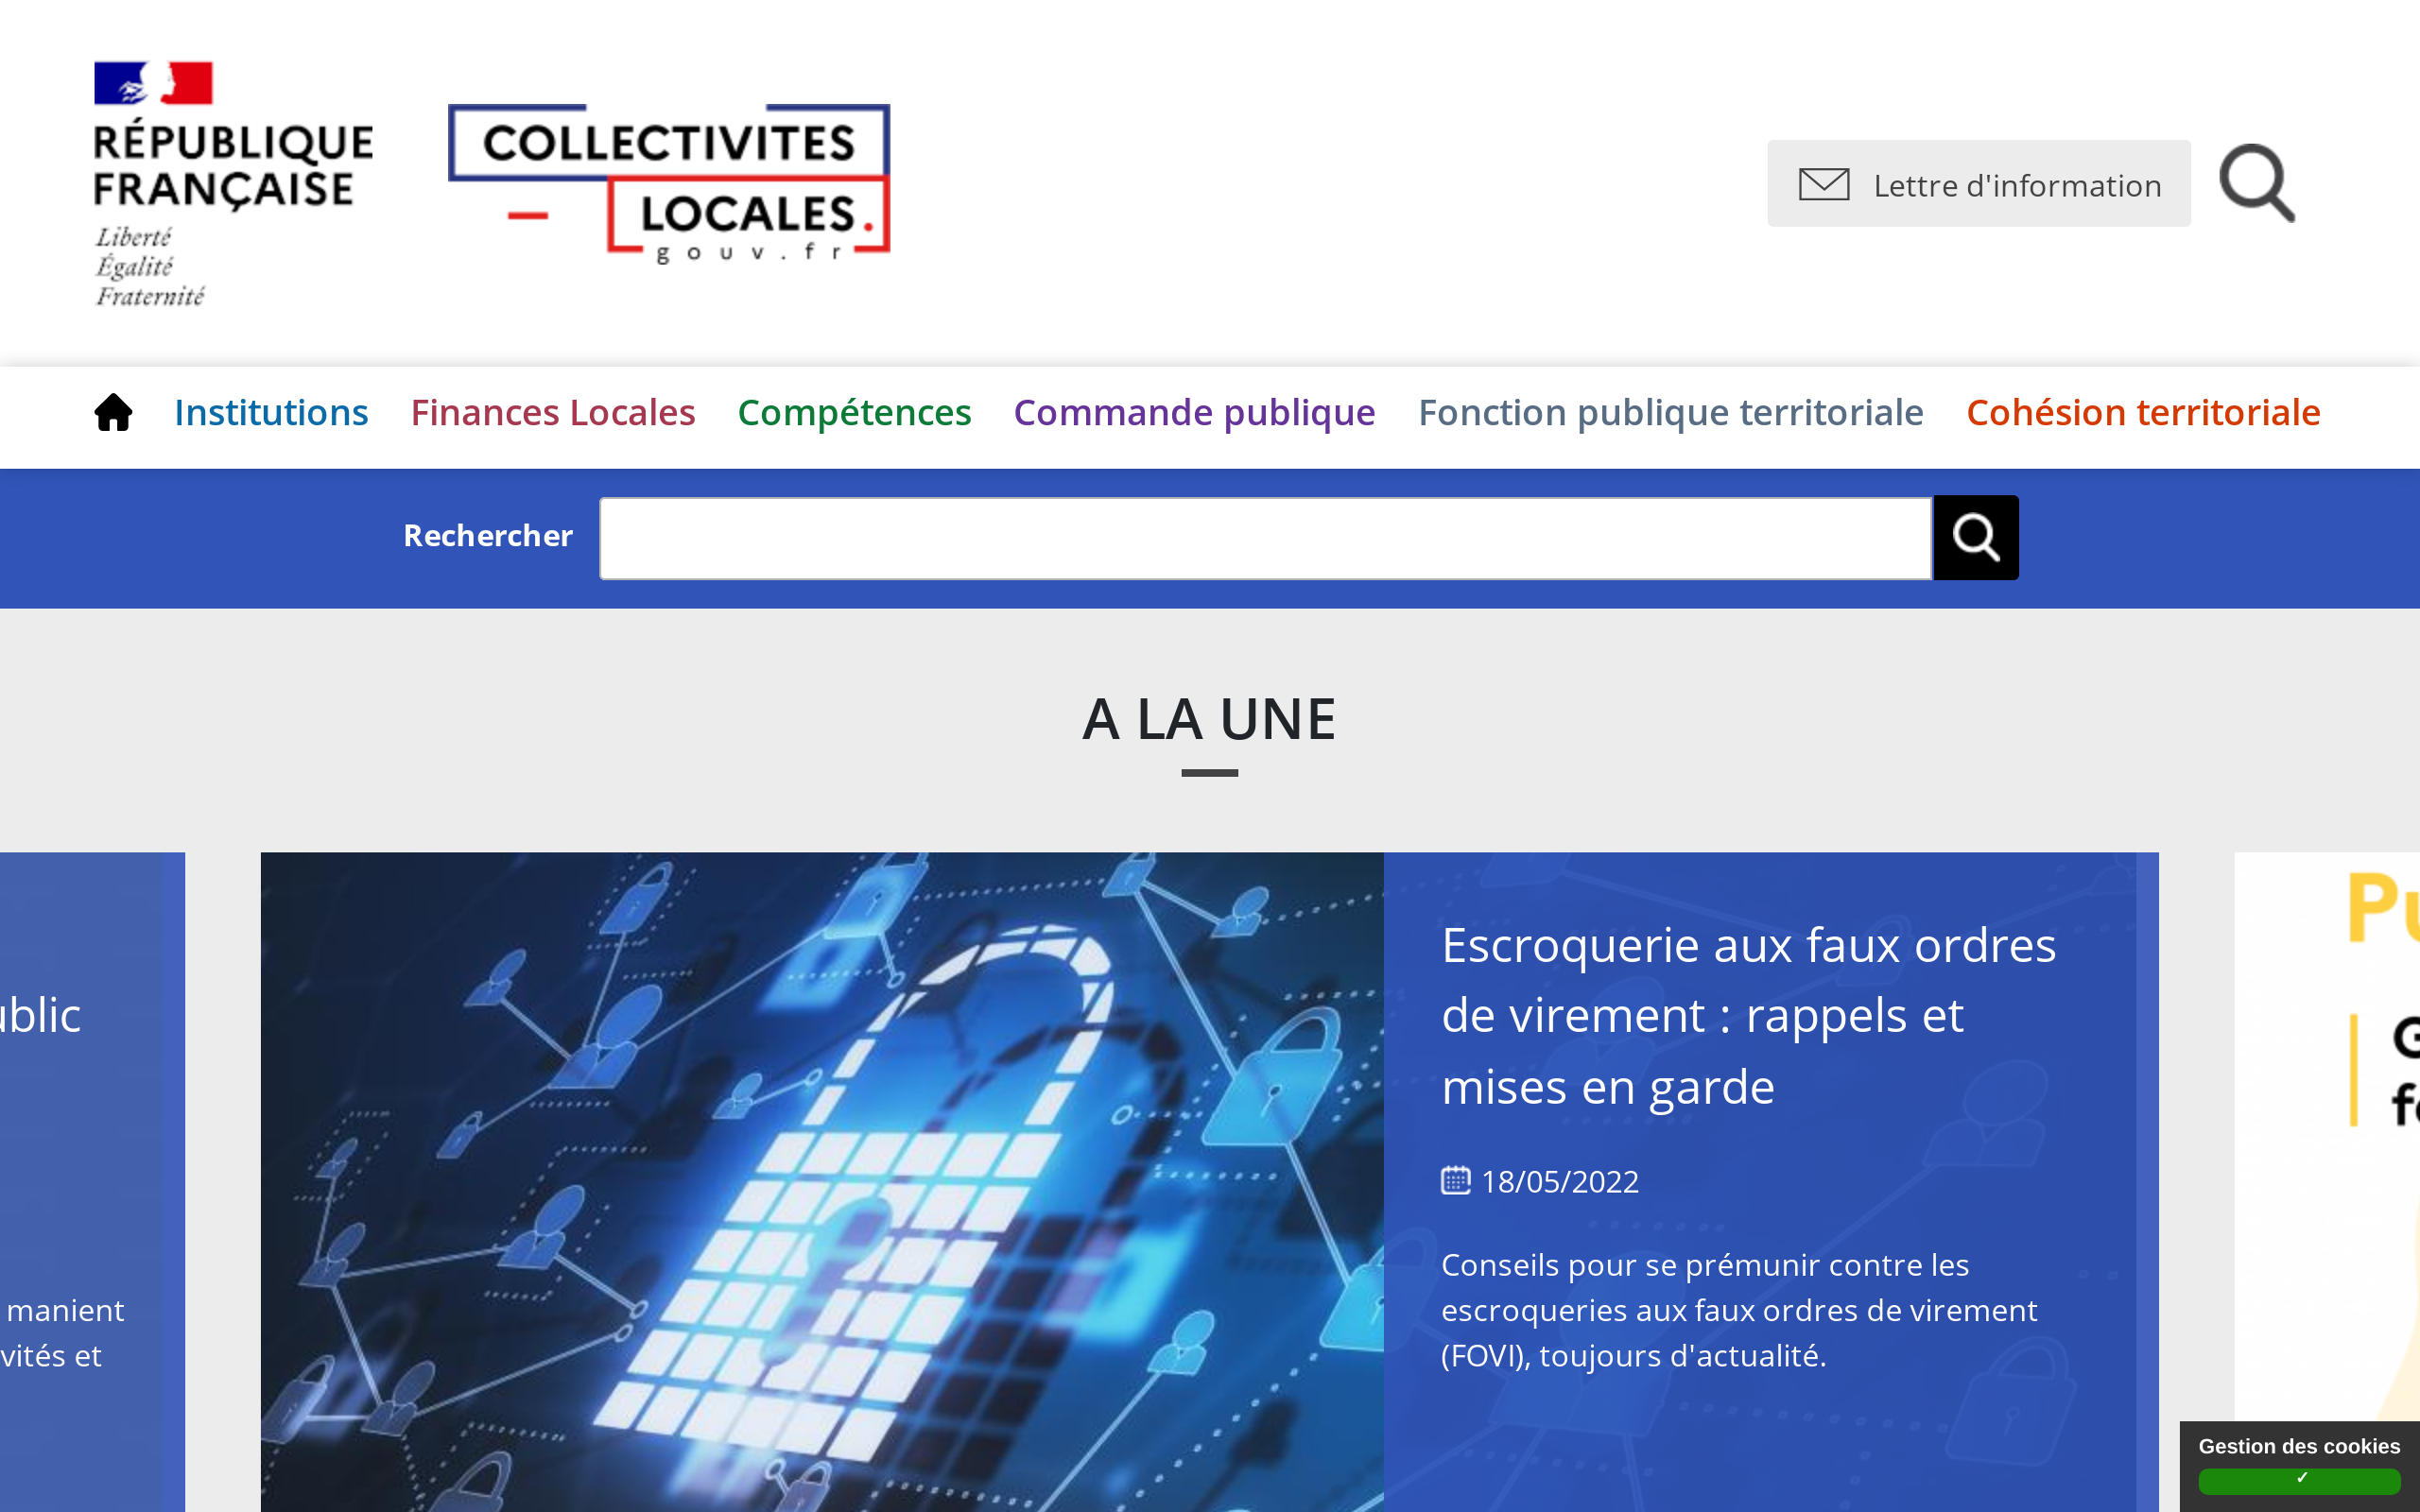 RÉPUBLIQUE
FRANÇAISE
Liberté
Égalité
Fraternité
COLLECTIVITES
LOCALES.
gouv.fr
Lettre d'information
Institutions
Finances Locales
Compétences
Commande publique
Fonction publique territoriale
Cohésion territoriale
Rechercher
A LA UNE
manient
Escroquerie aux faux ordres
de virement : rappels et
mises en garde
18/05/2022
Conseils pour se prémunir contre les
escroqueries aux faux ordres de virement
(FOVI), toujours d'actualité.
et
Gestion des cookies
✓